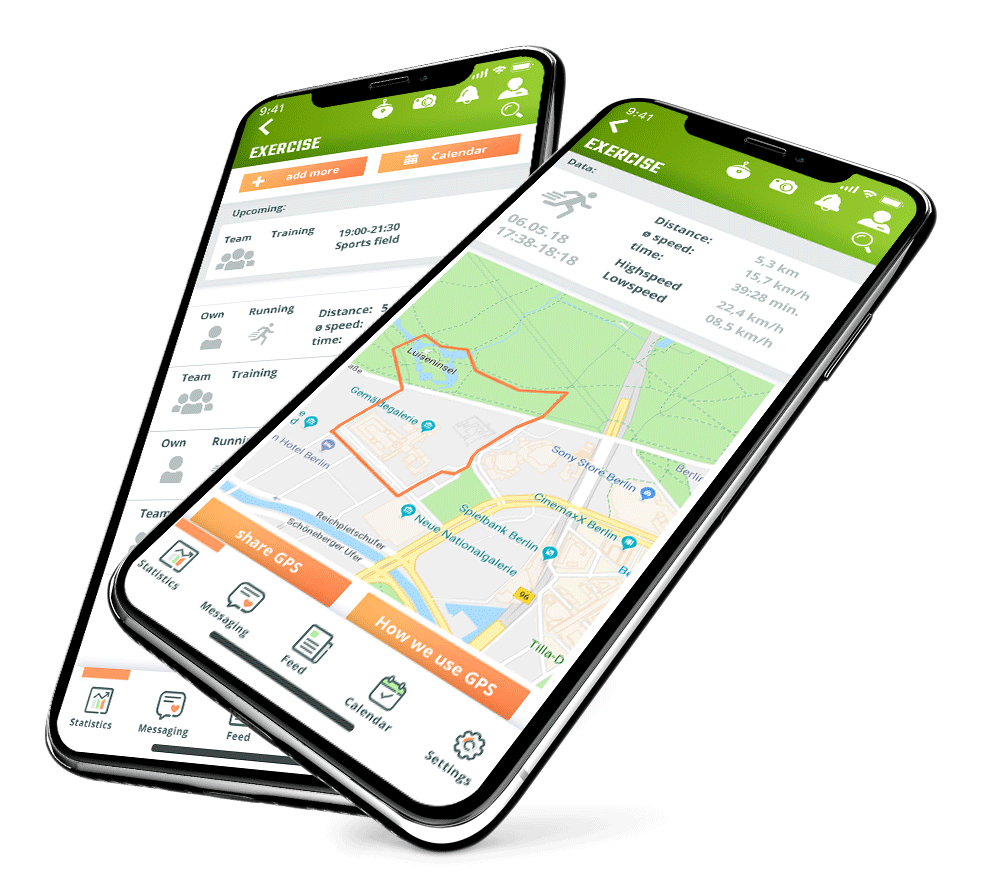 9:41
EXERCISE
add more
Calendar
Upcoming:
Team Training 19:00-21:30
Sports field
Own Running Distance: 5
ø speed:
time:
Team Training
Own
Team
Statistics
Messaging
Feed
9:41
EXERCISE
Data:
06.05.18
17:38-18:18
Distance: 5,3 km
ø speed: 15,7 km/h
time: 39:28 min.
Highspeed 22,4 km/h
Lowspeed 08,5 km/h
Luiseninsel
aße
Gemäldegalerie
e
d
n Hotel Berlin
Sony Store Berlin
Berlin
CinemaxX Berlin
Spielbank Berlin
Neue Nationalgalerie
Reichpietschufer
Schöneberger Ufer
Be
96
Tilla-D
share GPS
How we use GPS
Statistics
Messaging
Feed
Calendar
Settings